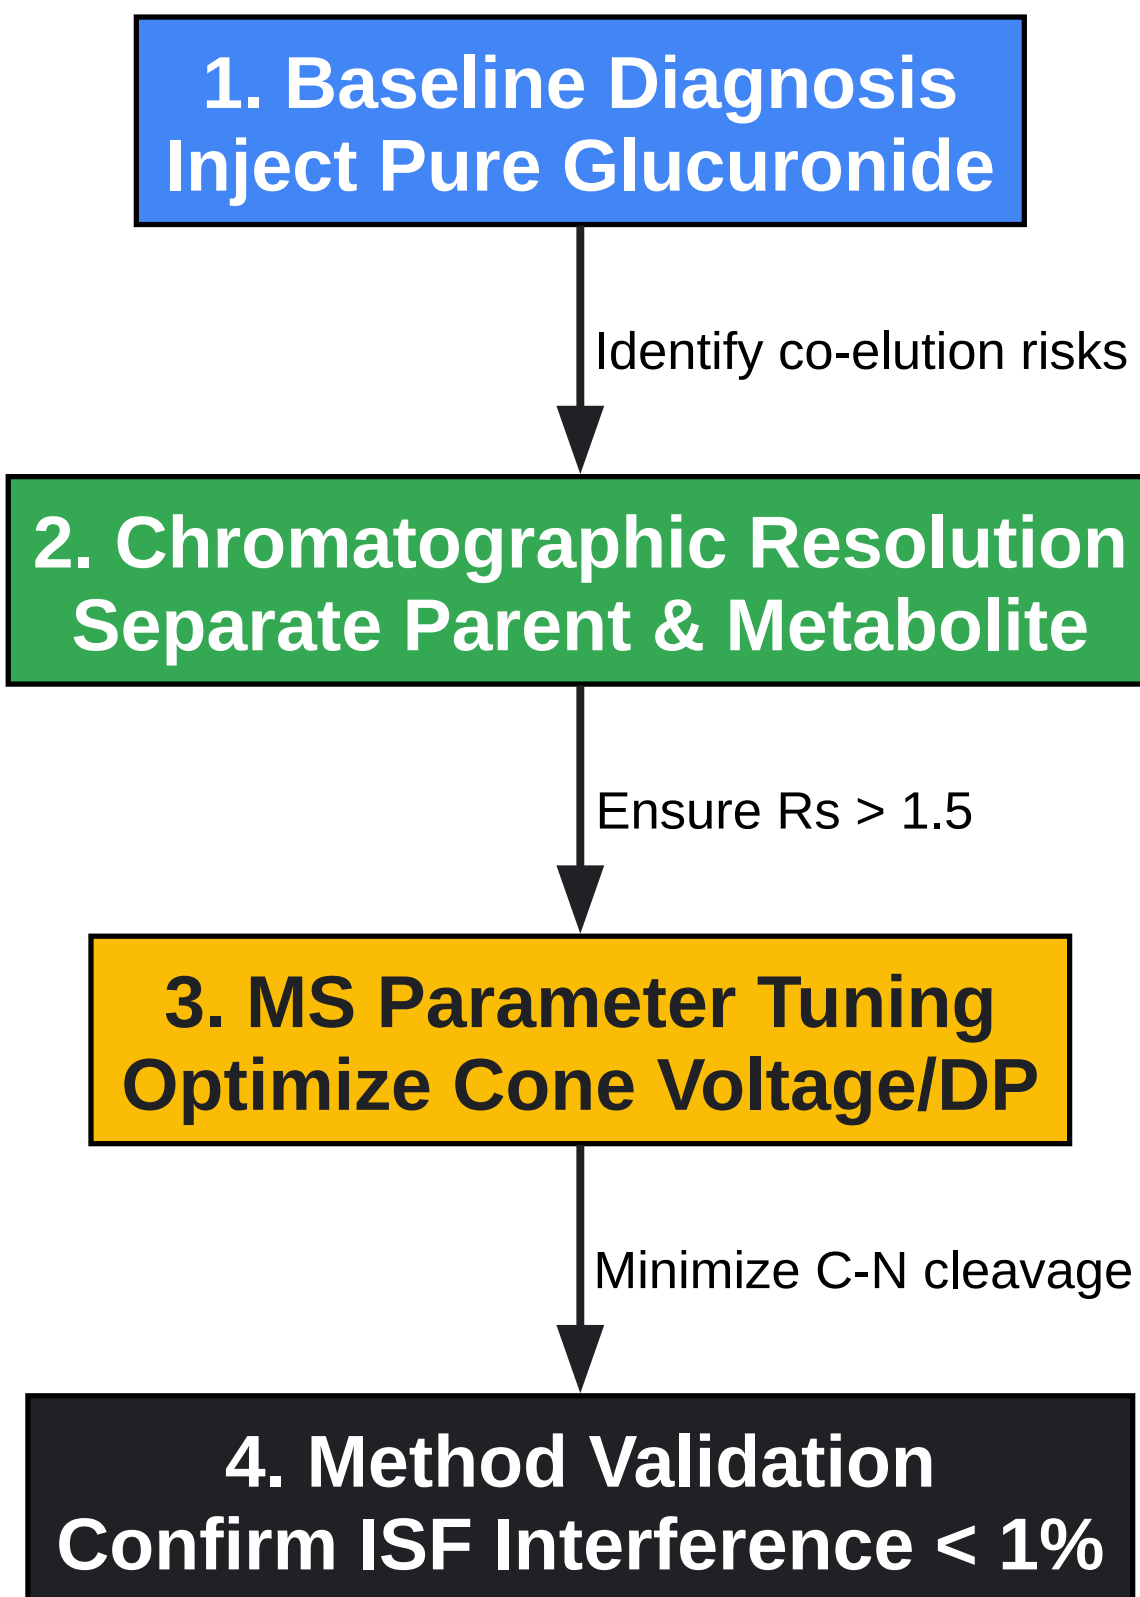 1. Baseline Diagnosis
Inject Pure Glucuronide
Identify co-elution risks
2. Chromatographic Resolution
Separate Parent & Metabolite
Ensure Rs > 1.5
3. MS Parameter Tuning
Optimize Cone Voltage/DP
Minimize C-N cleavage
4. Method Validation
Confirm ISF Interference < 1%